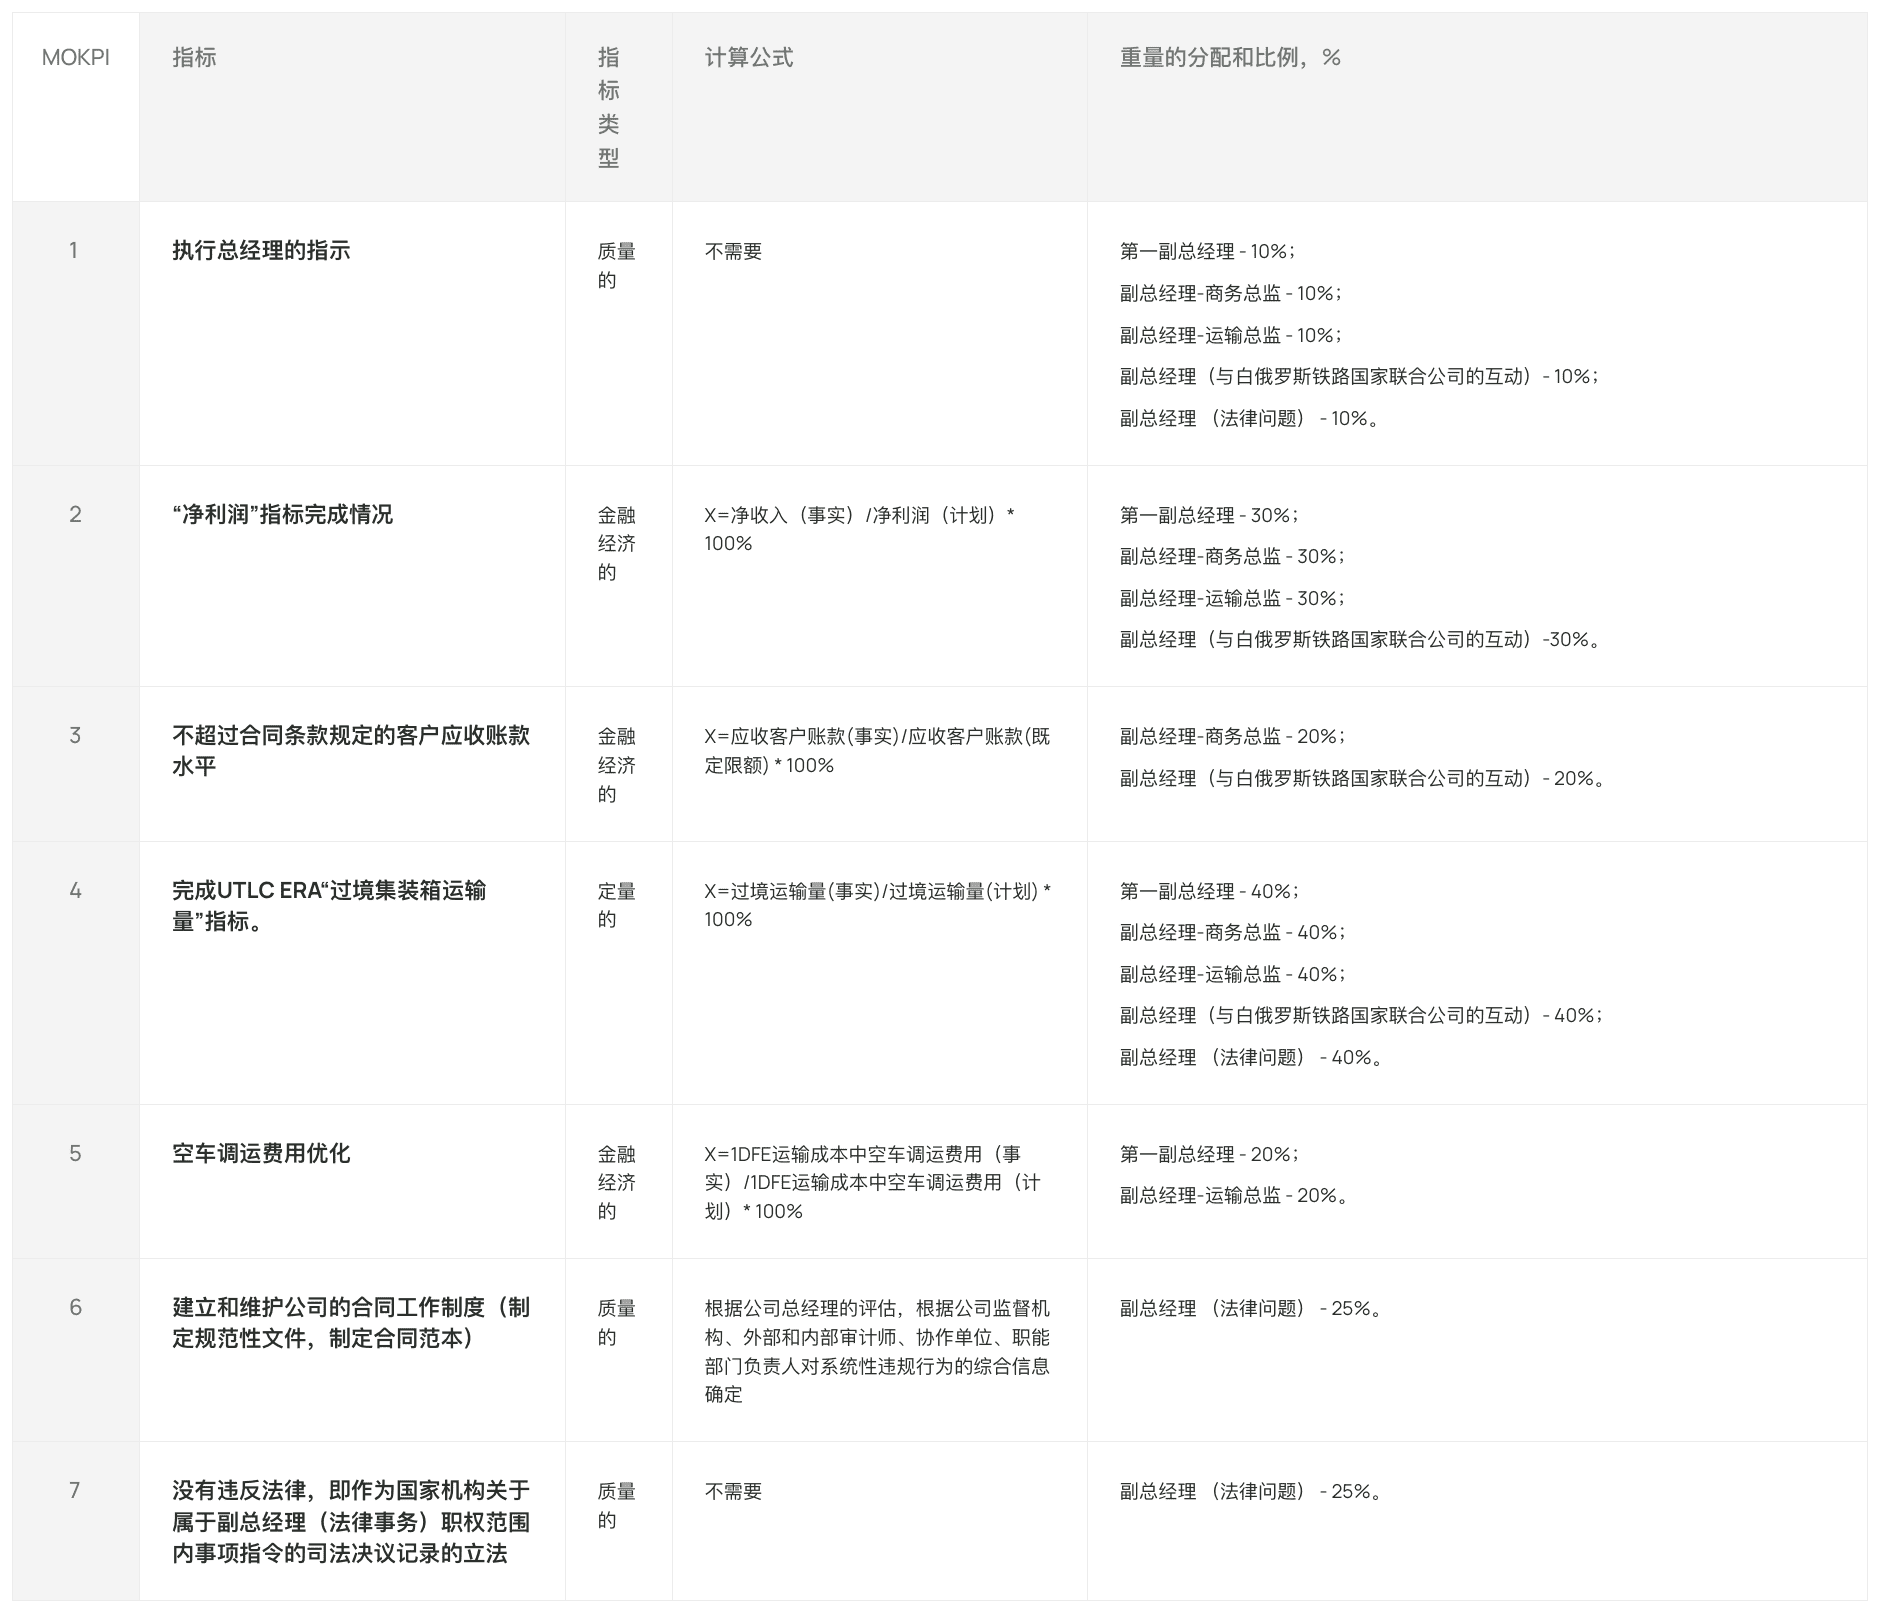 MOKPI
指标
指
标
类
型
计算公式
重量的分配和比例，%
1
执行总经理的指示
质量
的
不需要
第一副总经理 - 10%；
副总经理-商务总监 - 10%；
副总经理-运输总监 - 10%；
副总经理（与白俄罗斯铁路国家联合公司的互动）- 10%；
副总经理 （法律问题） - 10%。
2
“净利润”指标完成情况
金融
经济
的
X=净收入（事实）/净利润（计划）*
100%
第一副总经理 - 30%；
副总经理-商务总监 - 30%；
副总经理-运输总监 - 30%；
副总经理（与白俄罗斯铁路国家联合公司的互动）-30%。
3
不超过合同条款规定的客户应收账款
水平
金融
经济
的
X=应收客户账款(事实)/应收客户账款(既
定限额) * 100%
副总经理-商务总监 - 20%；
副总经理（与白俄罗斯铁路国家联合公司的互动）- 20%。
4
完成UTLC ERA“过境集装箱运输
量”指标。
定量
的
X=过境运输量(事实)/过境运输量(计划) *
100%
第一副总经理 - 40%；
副总经理-商务总监 - 40%；
副总经理-运输总监 - 40%；
副总经理（与白俄罗斯铁路国家联合公司的互动）- 40%；
副总经理 （法律问题） - 40%。
5
空车调运费用优化
金融
经济
的
X=1DFE运输成本中空车调运费用（事
实）/1DFE运输成本中空车调运费用（计
划）* 100%
第一副总经理 - 20%；
副总经理-运输总监 - 20%。
6
建立和维护公司的合同工作制度（制
定规范性文件，制定合同范本）
质量
的
根据公司总经理的评估，根据公司监督机
构、外部和内部审计师、协作单位、职能
部门负责人对系统性违规行为的综合信息
确定
副总经理 （法律问题） - 25%。
7
没有违反法律，即作为国家机构关于
属于副总经理（法律事务）职权范围
内事项指令的司法决议记录的立法
质量
的
不需要
副总经理 （法律问题） - 25%。